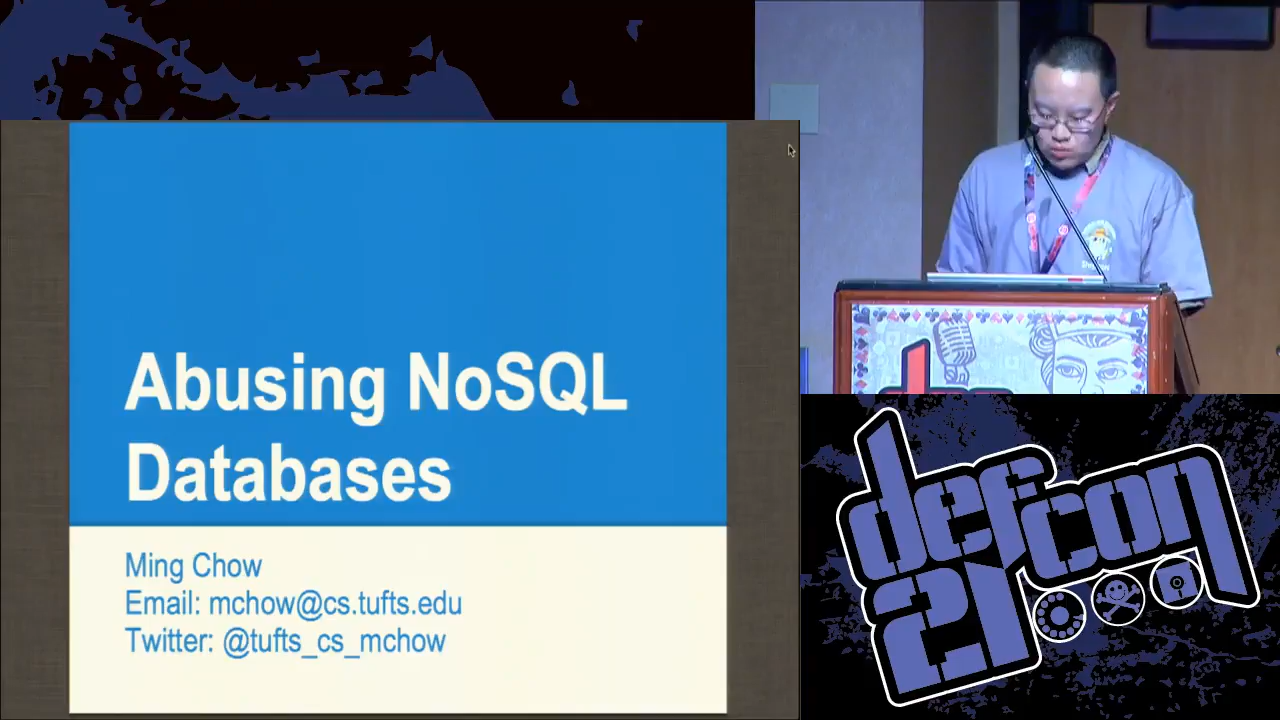 Abusing NoSQL
Databases
Ming Chow
Email: mchow@cs.tufts.edu
Twitter: @tufts_cs_mchow
defcon
21